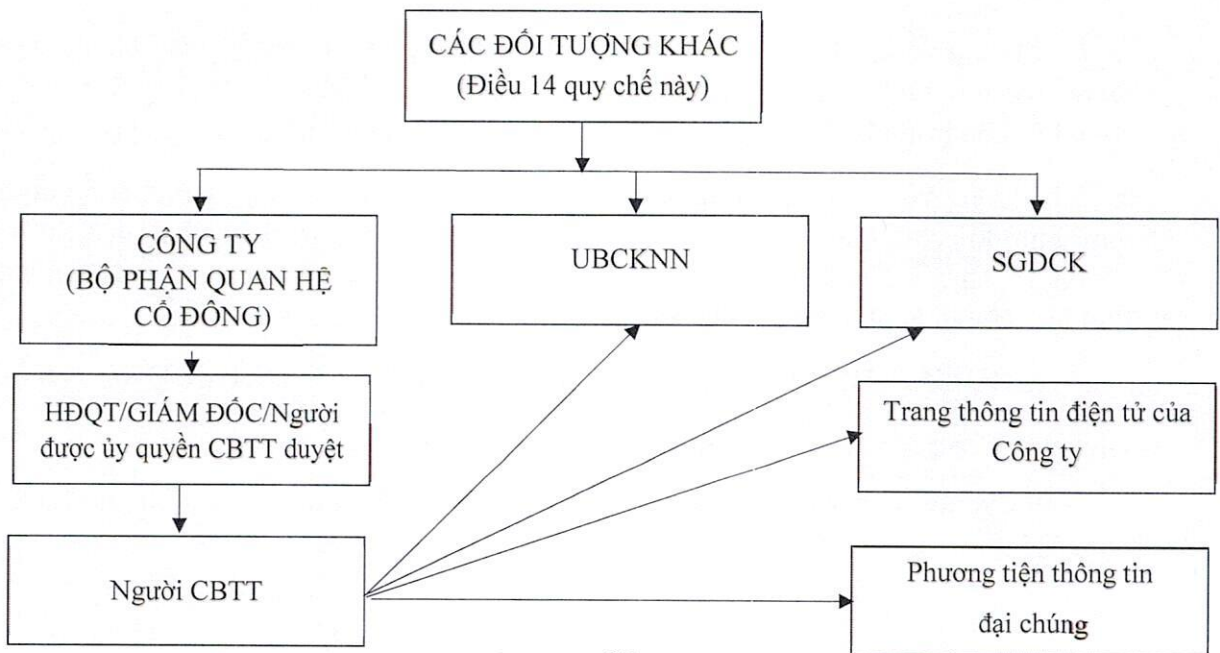 CÁC ĐỐI TƯỢNG KHÁC
(Điều 14 quy chế này)
CÔNG TY
(BỘ PHẬN QUAN HỆ
CỔ ĐÔNG)
UBCKNN
SGDCK
HĐQT/GIÁM ĐỐC/Người
được ủy quyền CBTT duyệt
Trang thông tin điện tử của
Công ty
Người CBTT
Phương tiện thông tin
đại chúng